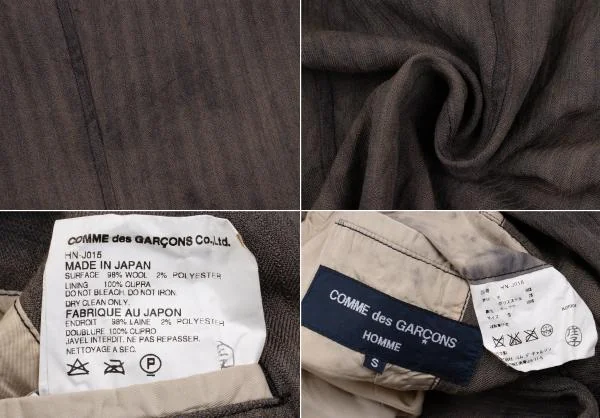 COMME des GARÇONS Co.,Ltd.
HN-J015
MADE IN JAPAN
SURFACE 98% WOOL 2% POLYESTER
LINING 100% CUPRA
DO NOT BLEACH. DO NOT IRON.
DRY CLEAN ONLY.
FABRIQUE AU JAPON
ENDROIT 98% LAINE 2% POLYESTER
DOUBLURE 100% CUPRO
JAVEL INTERDIT. NE PAS REPASSER.
NETTOYAGE A SEC.
P
COMME des GARÇONS
HOMME
S
HN-J015